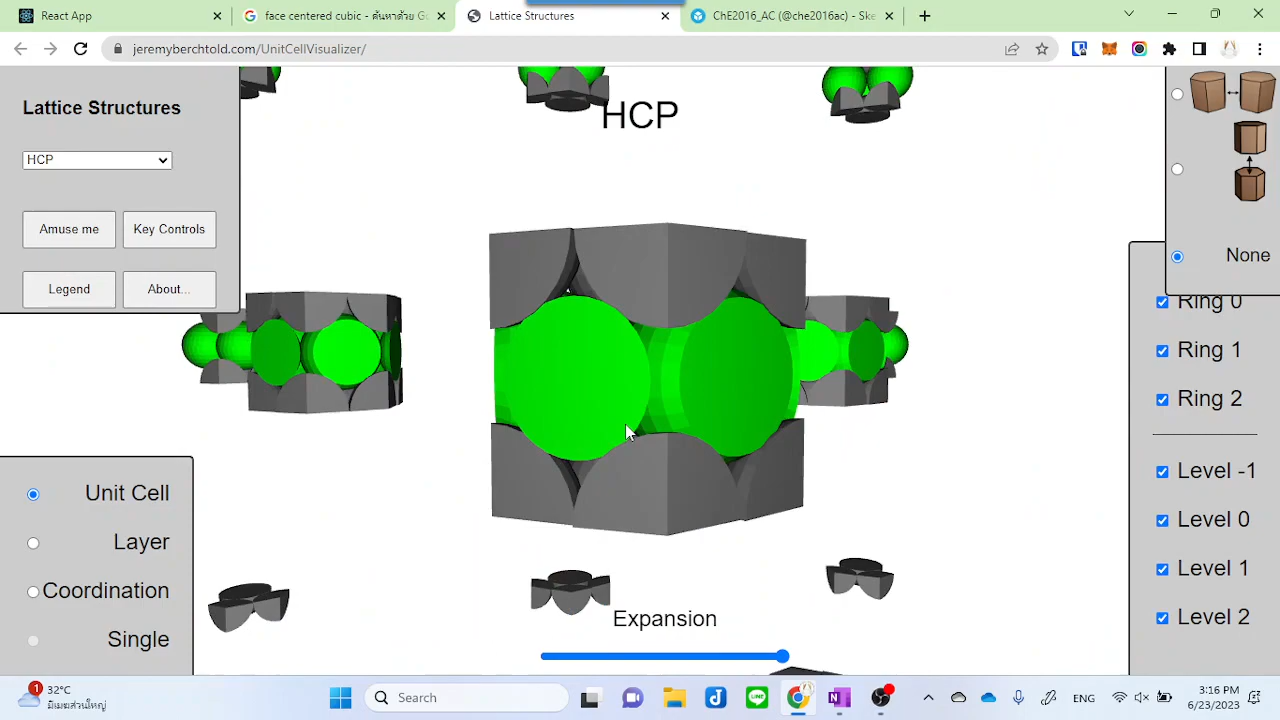 React App
face centered cubic - ค้นหาด้วย G
Lattice Structures
ChE2016_AC (@che2016ac) - Ske
jeremyberchtold.com/UnitCellVisualizer/
Lattice Structures
HCP
HCP
Amuse me
Key Controls
Legend
About...
None
Ring 0
Ring 1
Ring 2
Level -1
Level 0
Level 1
Level 2
Unit Cell
Layer
Coordination
Single
Expansion
1
32°C
Search
ENG
3:16 PM
6/23/2023